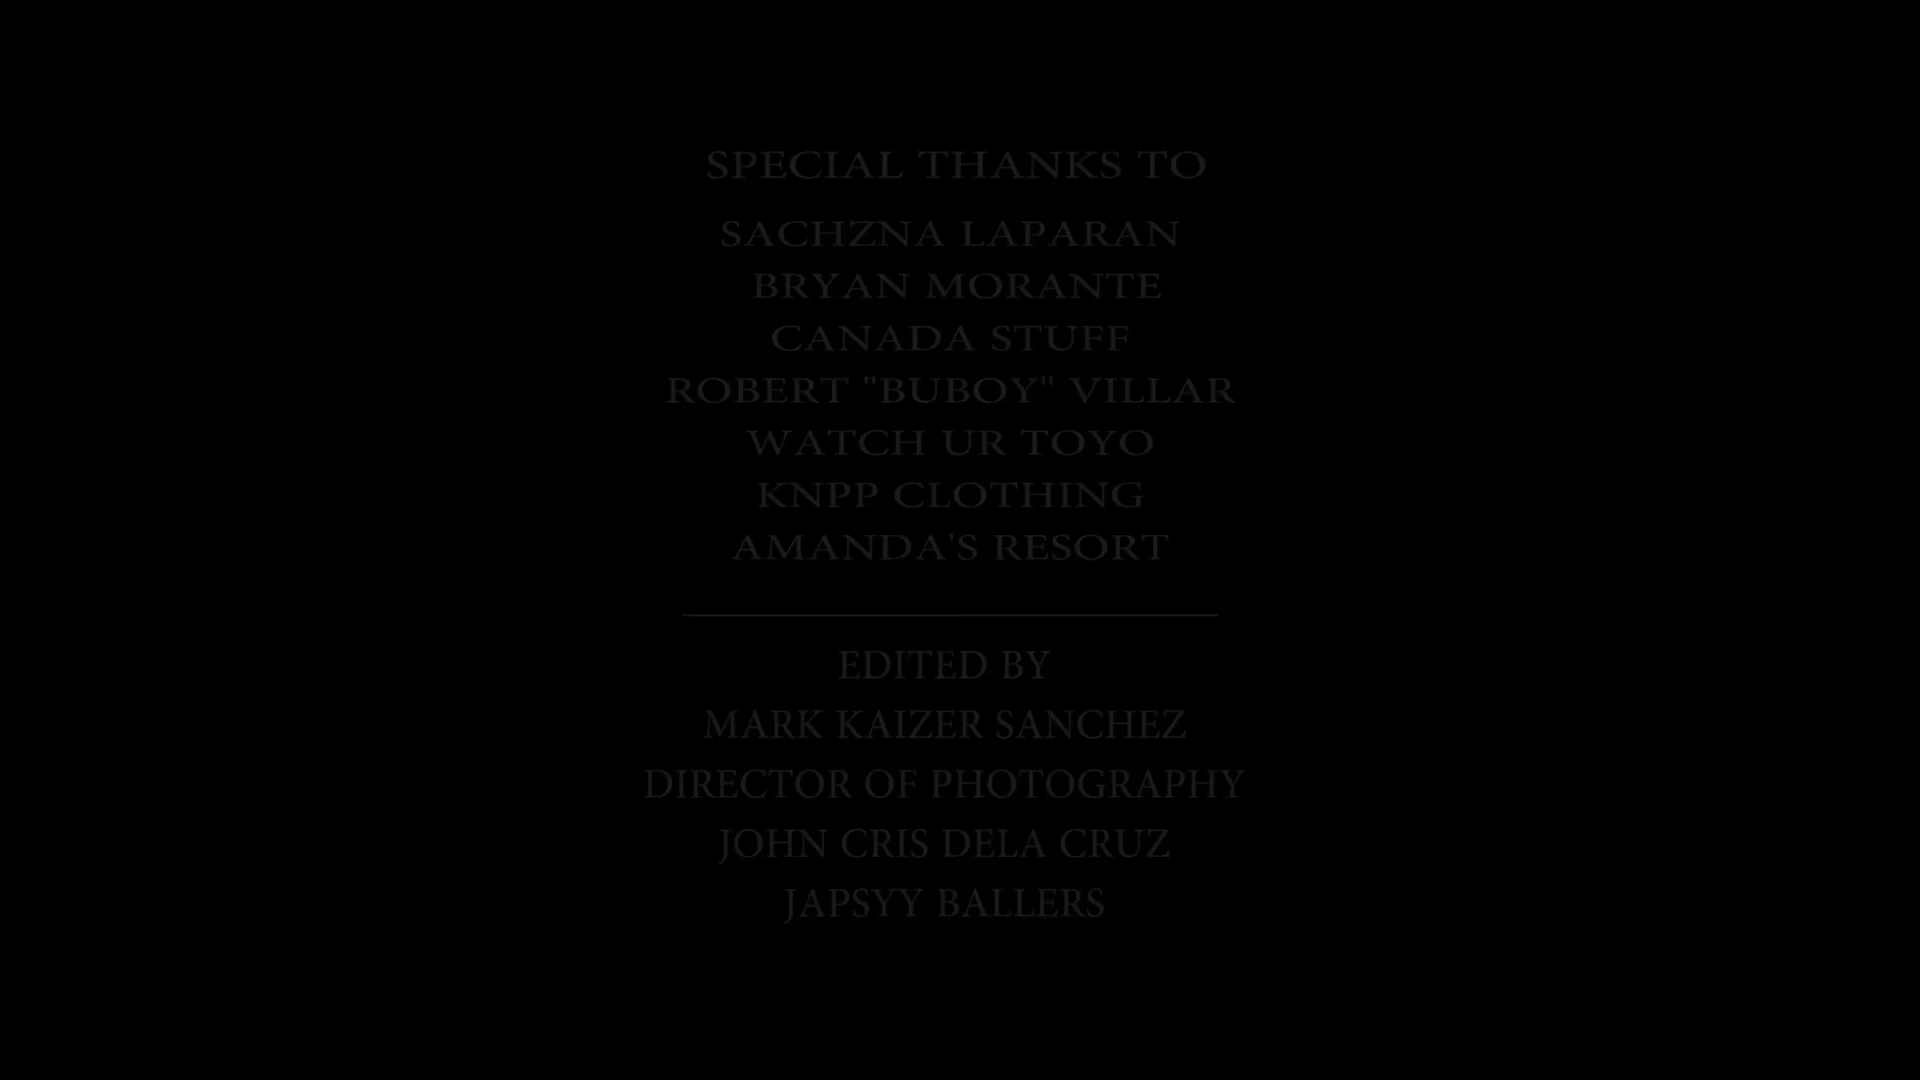 SPECIAL THANKS TO
SACHZNA LAPARAN
BRYAN MORANTE
CANADA STUFF
ROBERT "BUBOY" VILLAR
WATCH UR TOYO
KNPP CLOTHING
AMANDA'S RESORT
EDITED BY
MARK KAIZER SANCHEZ
DIRECTOR OF PHOTOGRAPHY
JOHN CRIS DELA CRUZ
JAPSYY BALLERS